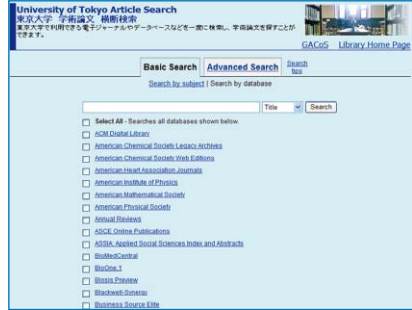 University of Tokyo Article Search
東京大学 学術論文 横断検索
東京大学で利用できる電子ジャーナルやデータベースなどを一度に検索し、学術論文を探すことが
できます。
GACoS Library Home Page
Basic Search Advanced Search Search tips
Search by subject | Search by database
Title Search
Select All - Searches all databases shown below.
ACM Digital Library
American Chemical Society Legacy Archives
American Chemical Society Web Editions
American Heart Association Journals
American Institute of Physics
American Mathematical Society
American Physical Society
Annual Reviews
ASCE Online Publications
ASSIA: Applied Social Sciences Index and Abstracts
BioMedCentral
BioOne.1
Biosis Preview
Blackwell-Synergy
Business Source Elite